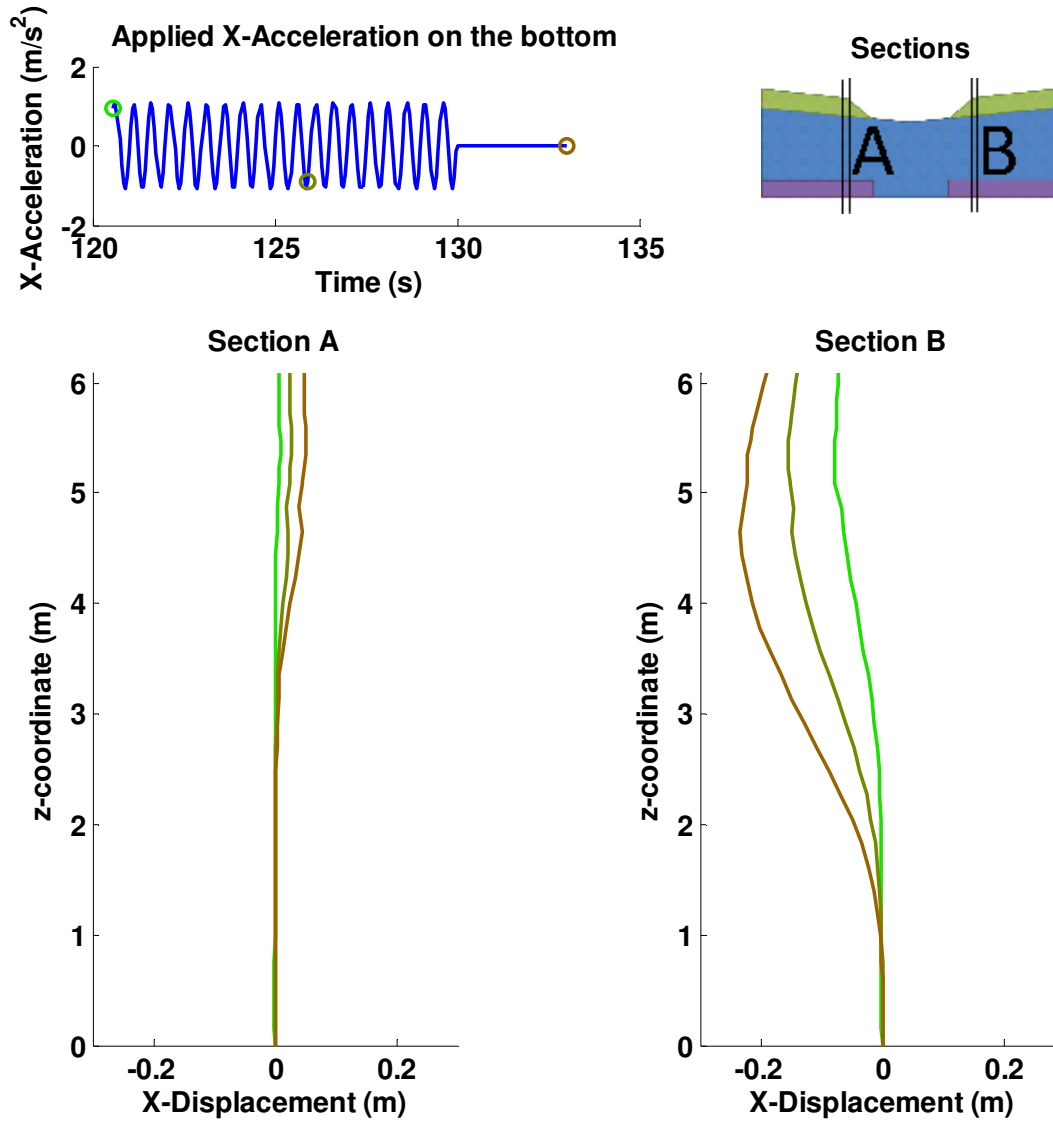 Applied X-Acceleration on the bottom
X-Acceleration (m/s²)
2
0
-2
120
125
130
135
Time (s)
Sections
A
B
Section A
z-coordinate (m)
6
5
4
3
2
1
0
-0.2
0
0.2
X-Displacement (m)
Section B
z-coordinate (m)
6
5
4
3
2
1
0
-0.2
0
0.2
X-Displacement (m)